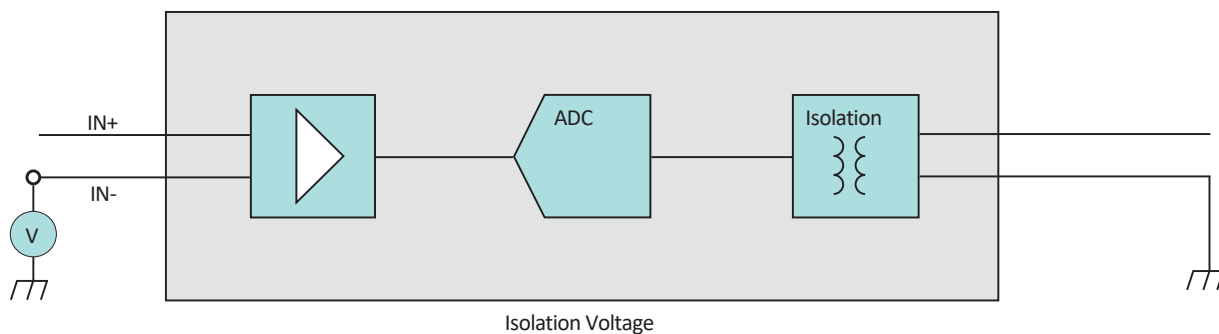 IN+
IN-
V
ADC
Isolation
Isolation Voltage